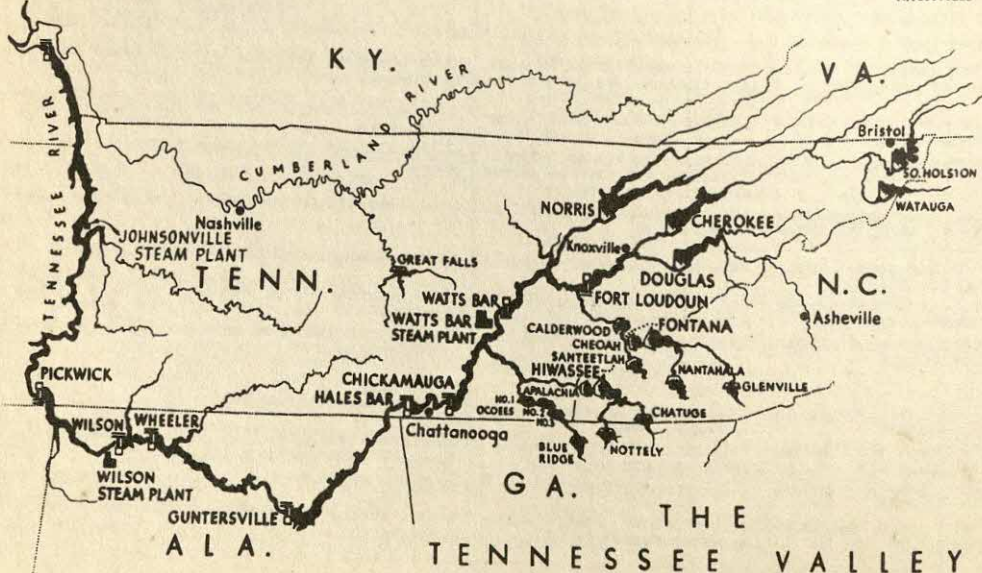 KY.
VA.
TENNESSEE RIVER
CUMBERLAND RIVER
Bristol
SO. HOLSTON
WATAUGA
NORRIS
CHEROKEE
Nashville
Knoxville
JOHNSONVILLE
STEAM PLANT
GREAT FALLS
DOUGLAS
TENN.
N.C.
WATTS BAR
FORT LOUDOUN
WATTS BAR
STEAM PLANT
CALDERWOOD
FONTANA
CHEOAH
Asheville
SANTEETLAH
HIWASSEE
PICKWICK
CHICKAMAUGA
NANTAHALA
GLENVILLE
HALES BAR
APALACHIA
NO.1
OCOEES
NO.2
NO.3
CHATUGE
WILSON
WHEELER
Chattanooga
BLUE
RIDGE
NOTTELY
WILSON
STEAM PLANT
GA.
GUNTERSVILLE
ALA.
THE
TENNESSEE VALLEY